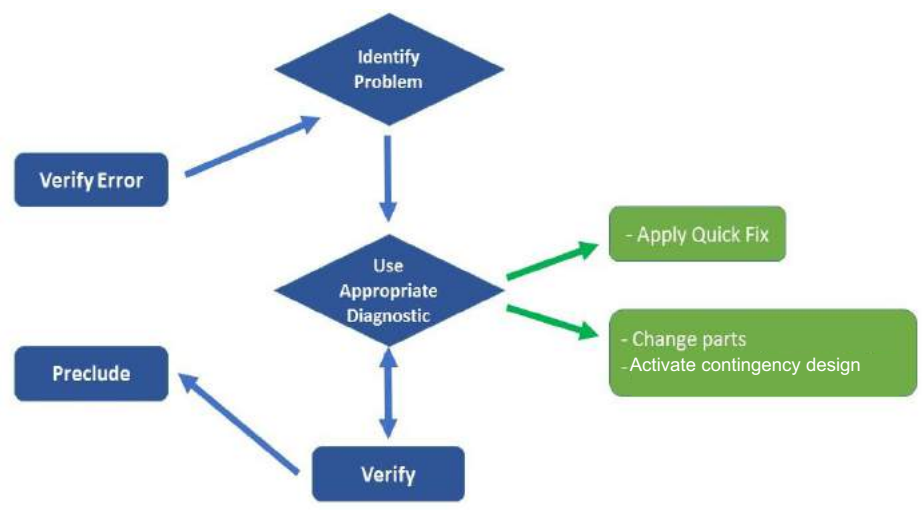 Identify
Problem
Verify Error
Use
Appropriate
Diagnostic
- Apply Quick Fix
- Change parts
- Activate contingency design
Preclude
Verify